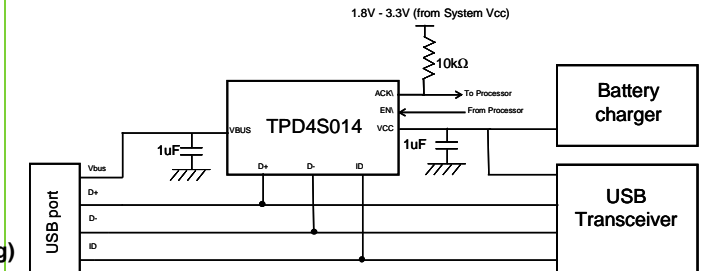 1.8V - 3.3V (from System Vcc)
10kΩ
ACK\
To Processor
EN\
From Processor
VBUS
TPD4S014
VCC
Battery
charger
1uF
1uF
D+
D-
ID
Vbus
D+
D-
ID
USB port
USB
Transceiver
g)